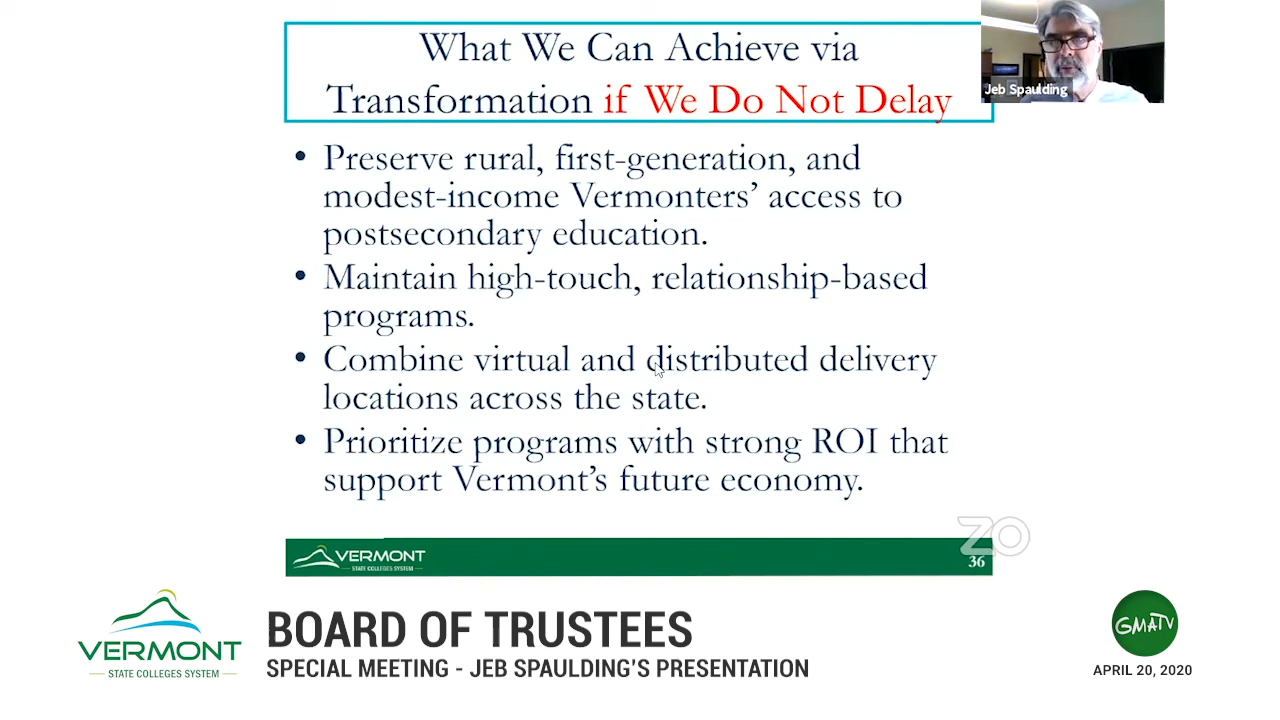 What We Can Achieve via
Transformation if We Do Not Delay
Jeb Spaulding
• Preserve rural, first-generation, and
modest-income Vermonters’ access to
postsecondary education.
• Maintain high-touch, relationship-based
programs.
• Combine virtual and distributed delivery
locations across the state.
• Prioritize programs with strong ROI that
support Vermont’s future economy.
VERMONT
STATE COLLEGES SYSTEM
ZO
36
VERMONT
STATE COLLEGES SYSTEM
BOARD OF TRUSTEES
SPECIAL MEETING - JEB SPAULDING'S PRESENTATION
GMATV
APRIL 20, 2020